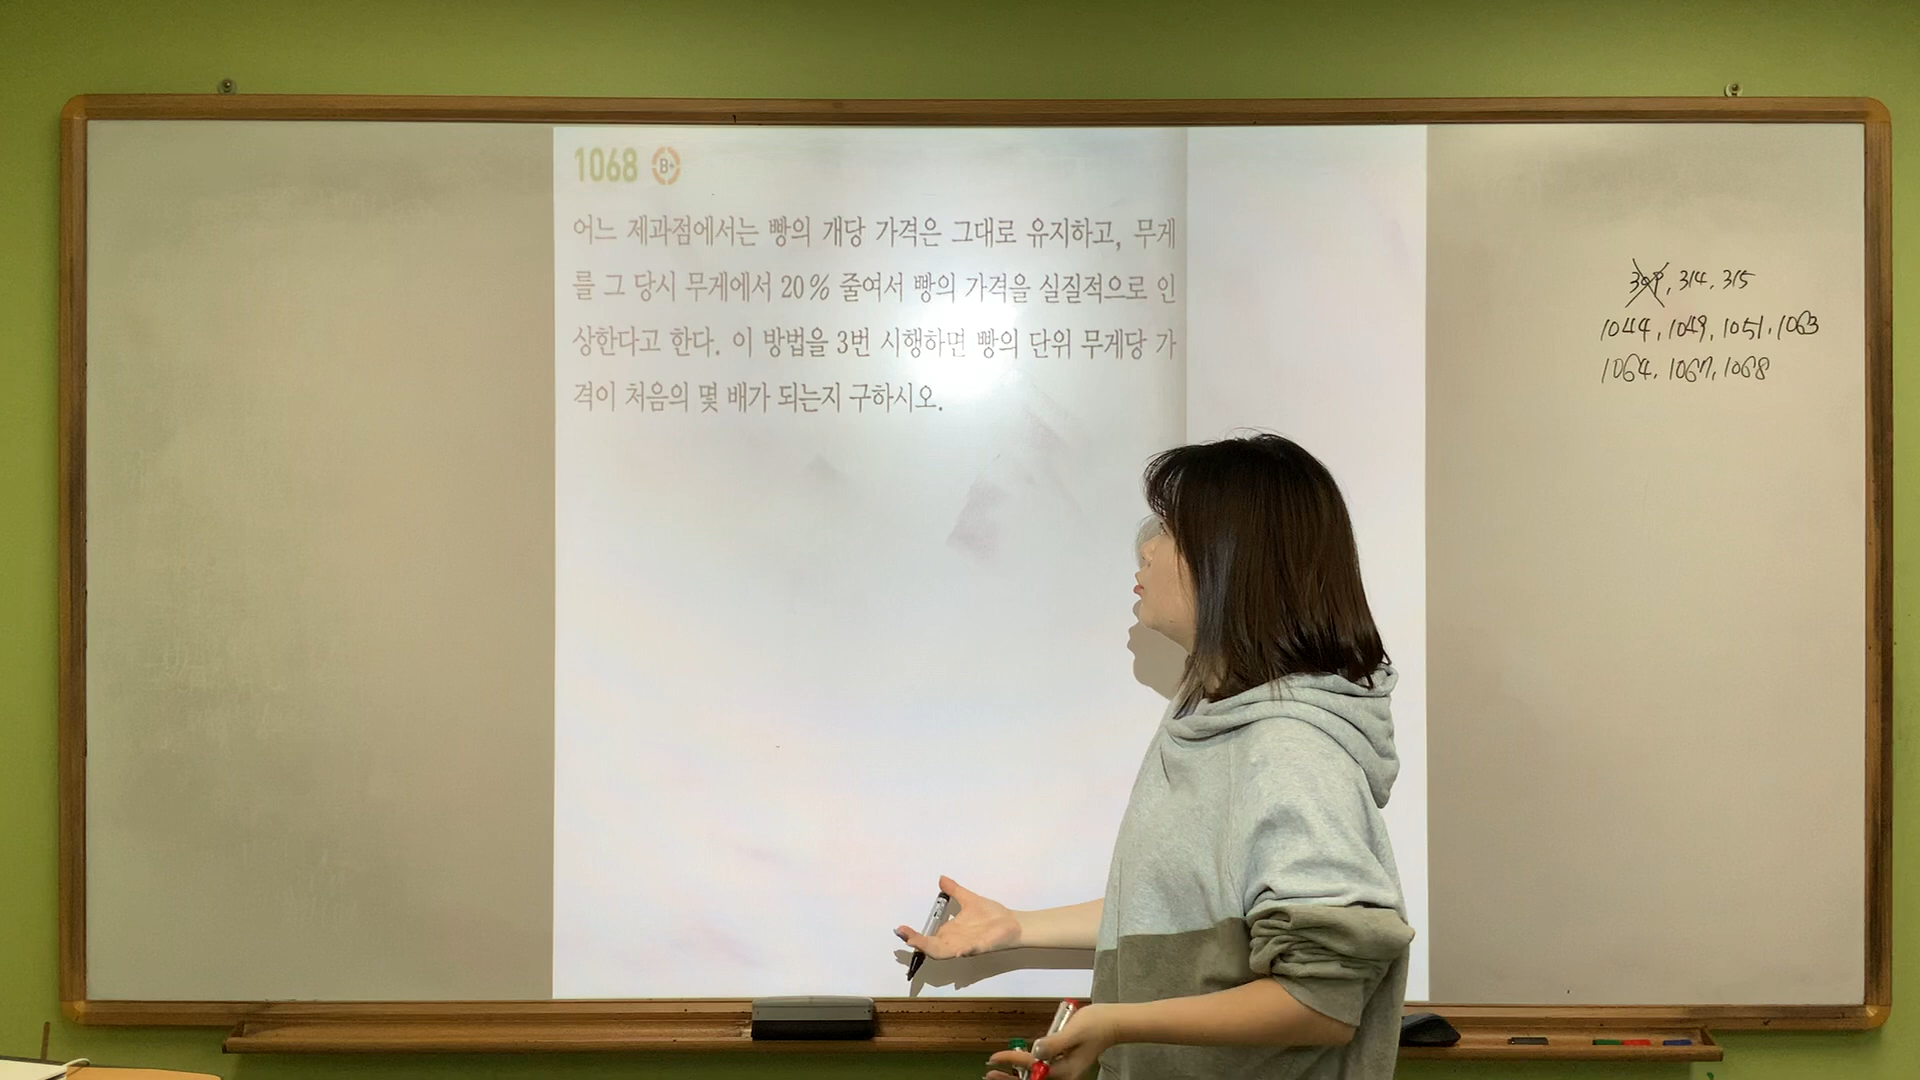 1068 B+
어느 제과점에서는 빵의 개당 가격은 그대로 유지하고, 무게
를 그 당시 무게에서 20% 줄여서 빵의 가격을 실질적으로 인
상한다고 한다. 이 방법을 3번 시행하면 빵의 단위 무게당 가
격이 처음의 몇 배가 되는지 구하시오.
309, 314, 315
1044, 1049, 1051, 1063
1064, 1067, 1068